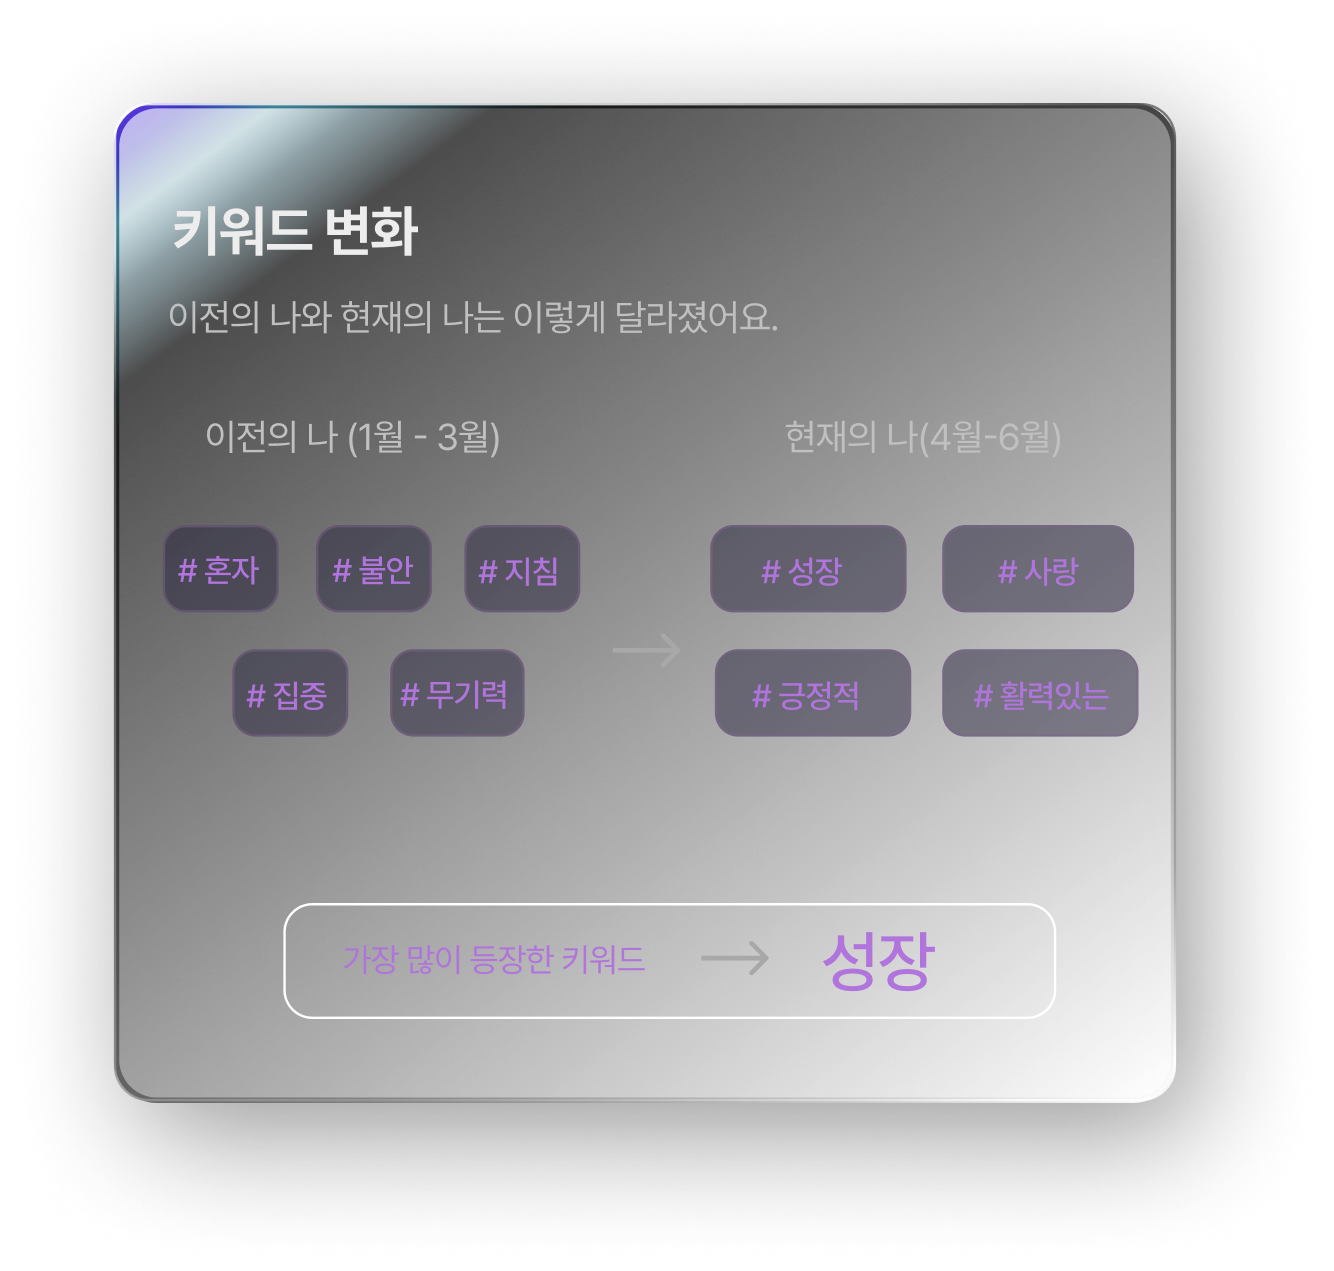 키워드 변화
이전의 나와 현재의 나는 이렇게 달라졌어요.
이전의 나 (1월 - 3월)
# 혼자 # 불안 # 지침
# 집중 # 무기력
현재의 나(4월-6월)
# 성장 # 사랑
# 긍정적 # 활력있는
가장 많이 등장한 키워드 → 성장